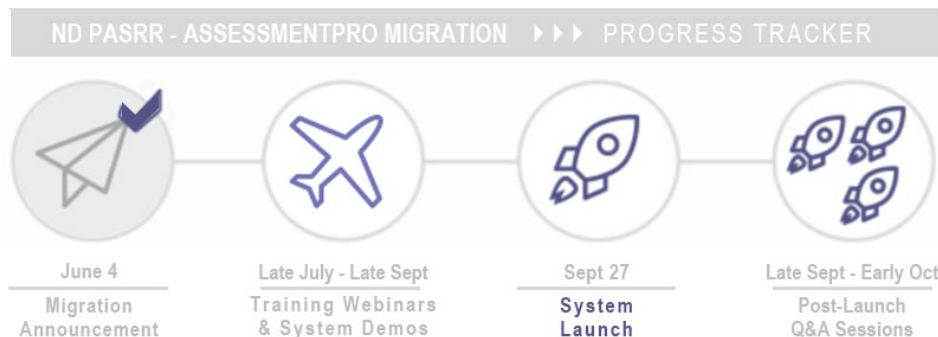 ND PASRR - ASSESSMENTPRO MIGRATION ▶ ▶ ▶ PROGRESS TRACKER
June 4
Migration
Announcement
Late July - Late Sept
Training Webinars
& System Demos
Sept 27
System
Launch
Late Sept - Early Oct
Post-Launch
Q&A Sessions